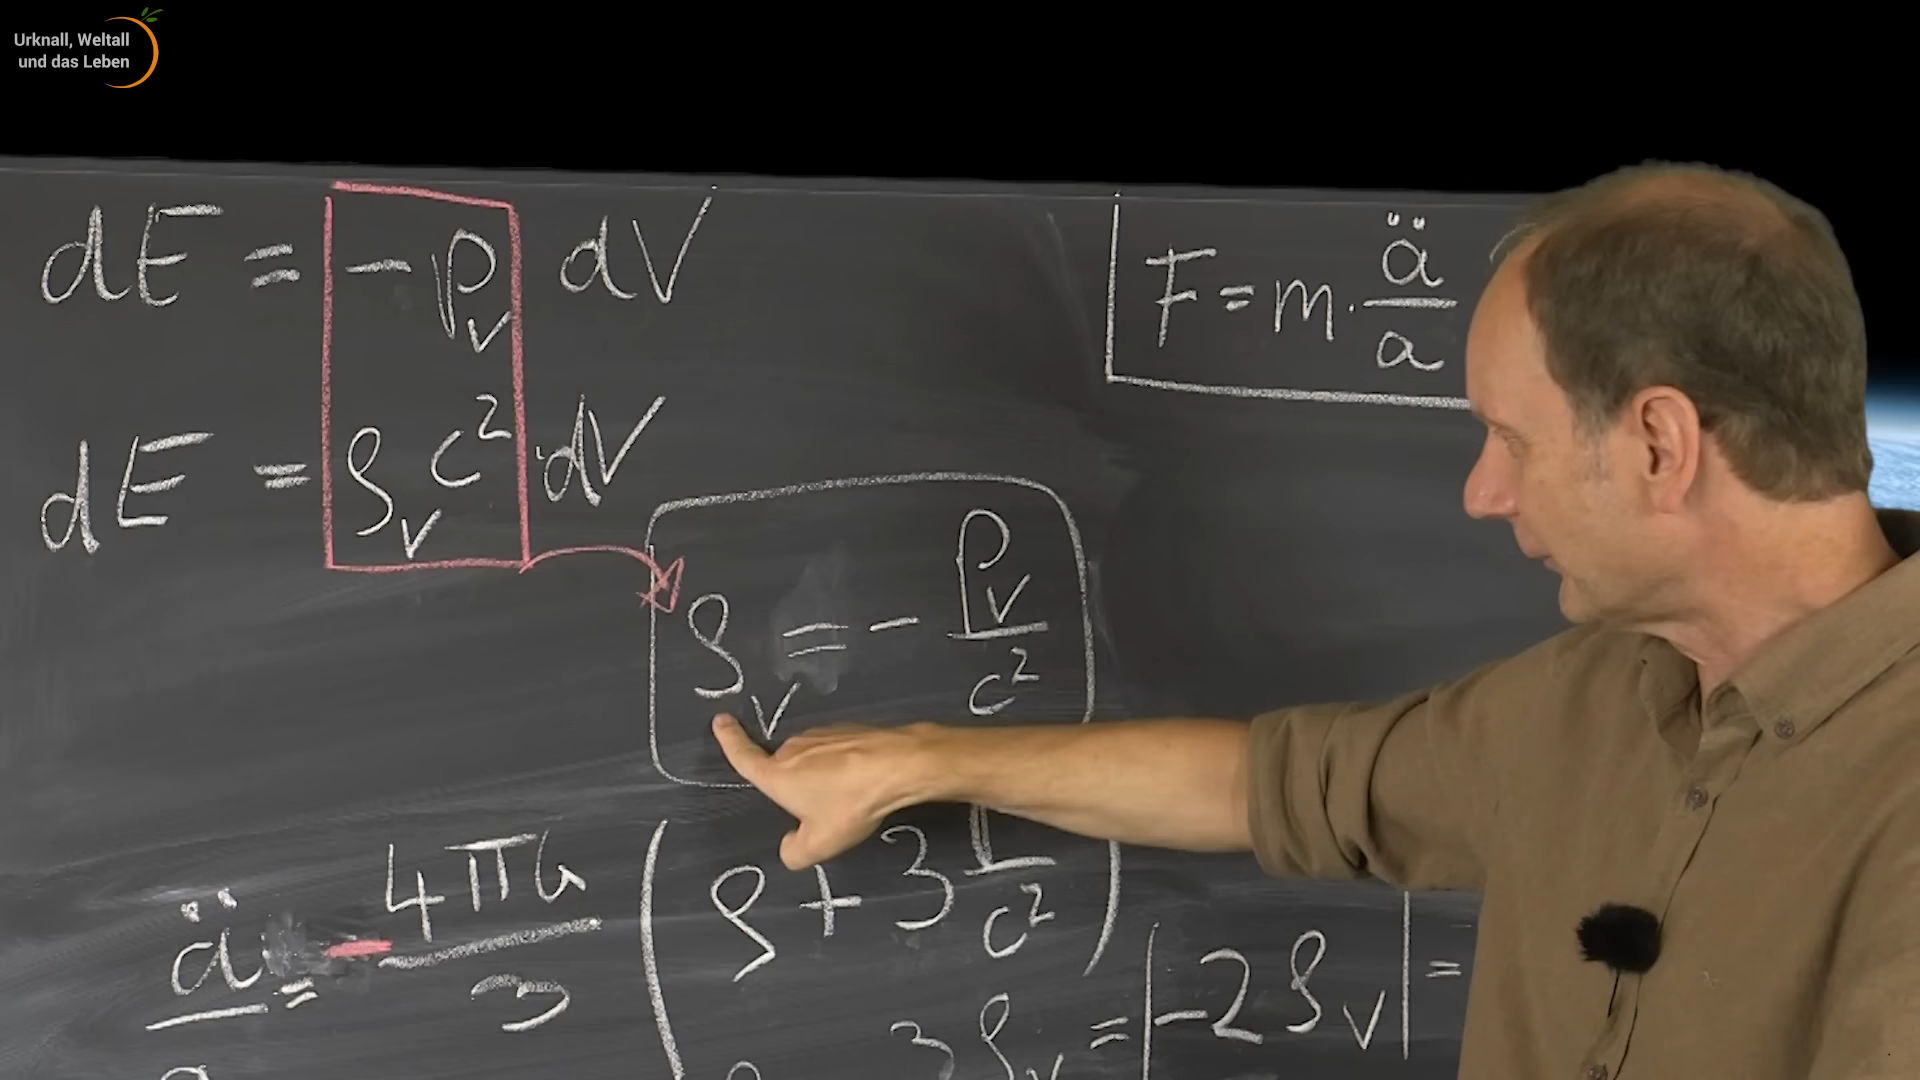 Urknall, Weltall
und das Leben
dE = -p_v dV
F = m · ä/a
dE = ρ_v c² · dV
ρ_v = - p_v/c²
ä/a = - 4πG/3 (ρ + 3 p/c²)
3ρ_v = |-2ρ_v| =